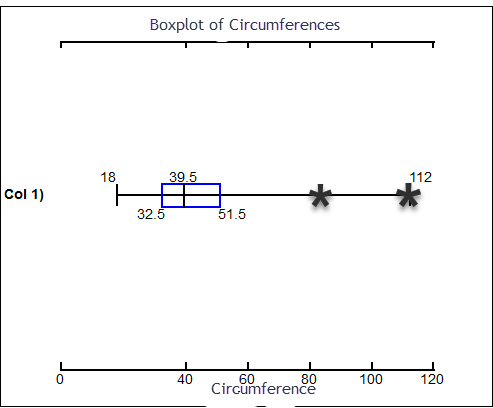 Boxplot of Circumferences
18 39.5 112
Col 1)
32.5 51.5
0 40 60 80 100 120
Circumference